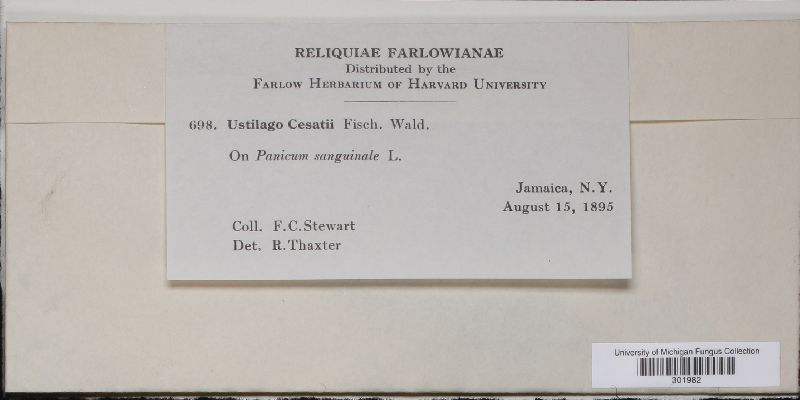 RELIQUIAE FARLOWIANAE
Distributed by the
FARLOW HERBARIUM OF HARVARD UNIVERSITY
698. Ustilago Cesatii Fisch. Wald.
On Panicum sanguinale L.
Jamaica, N.Y.
August 15, 1895
Coll. F.C.Stewart
Det. R.Thaxter
University of Michigan Fungus Collection
301982